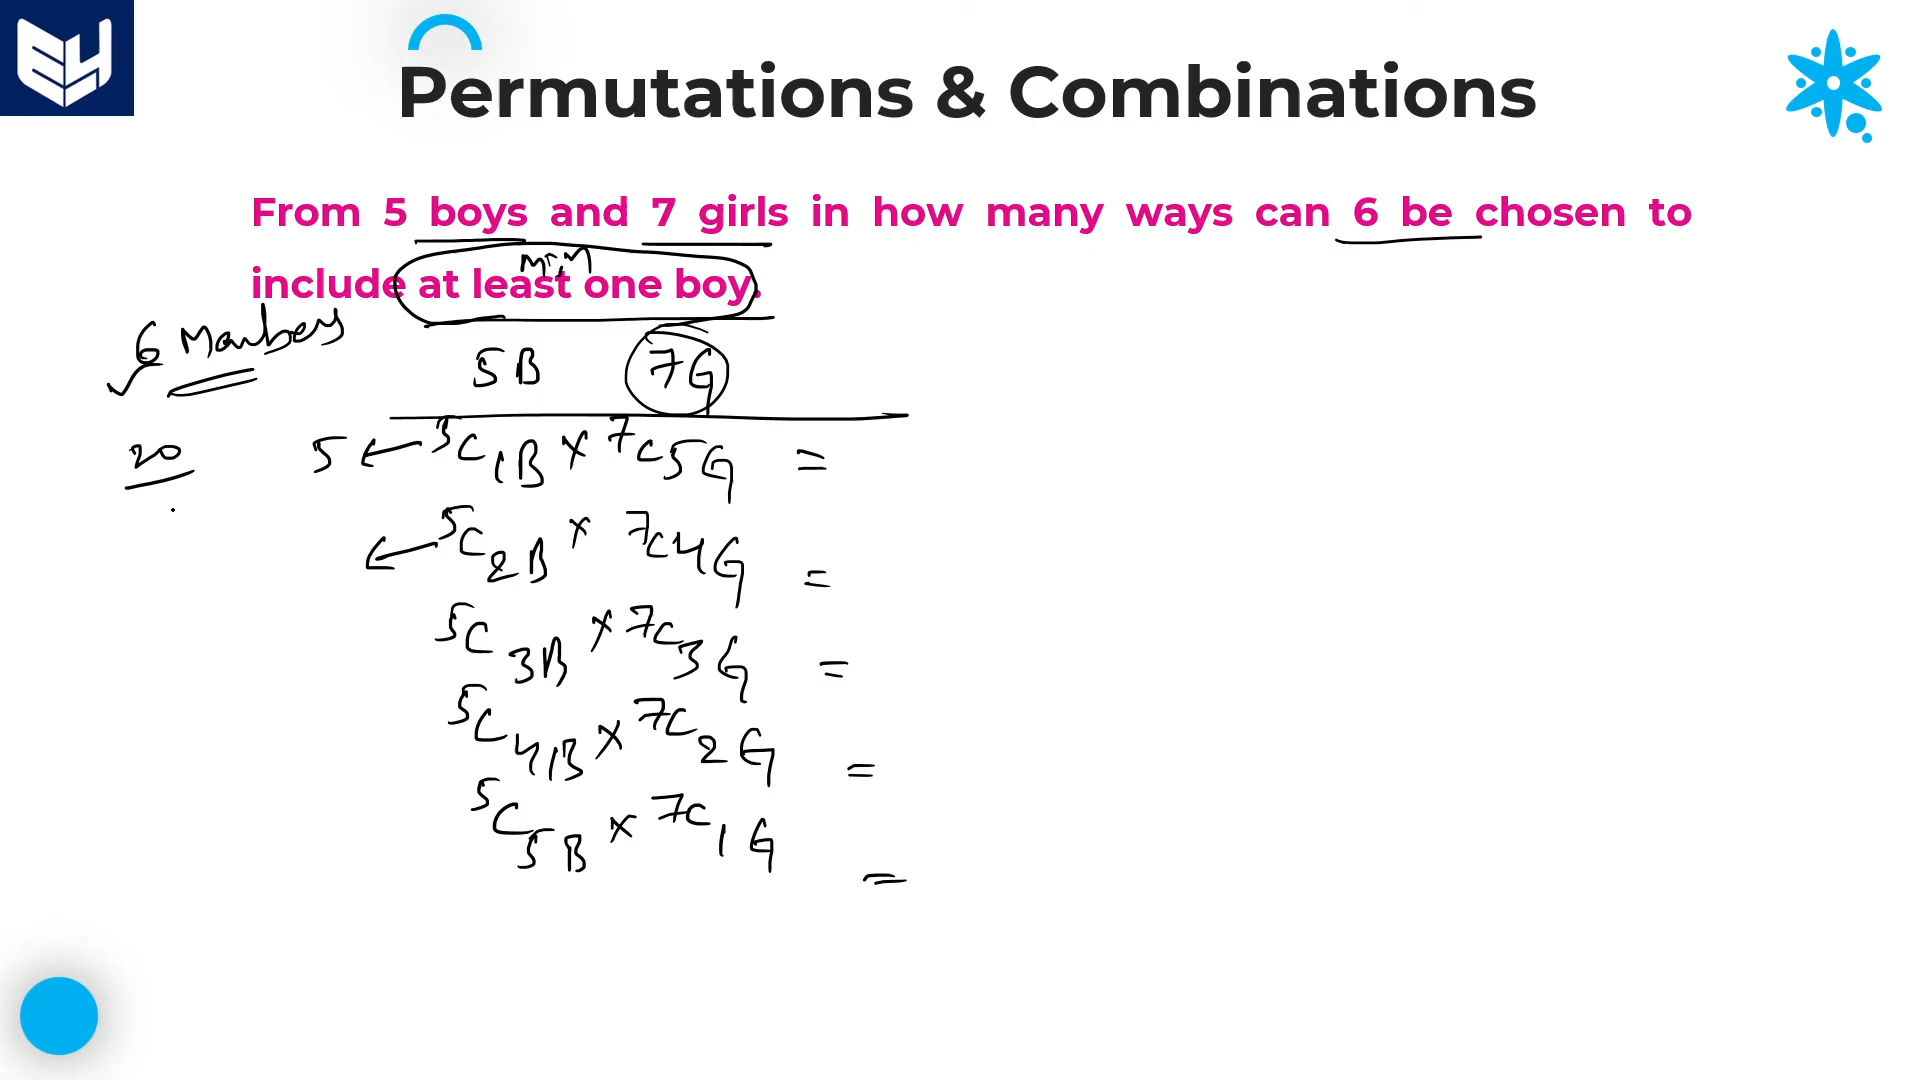 Permutations & Combinations
From 5 boys and 7 girls in how many ways can 6 be chosen to
include at least one boy.
min
6 Members
5B 7G
20 5 ← 5C1B × 7C5G =
← 5C2B × 7C4G =
5C3B × 7C3G =
5C4B × 7C2G =
5C5B × 7C1G =